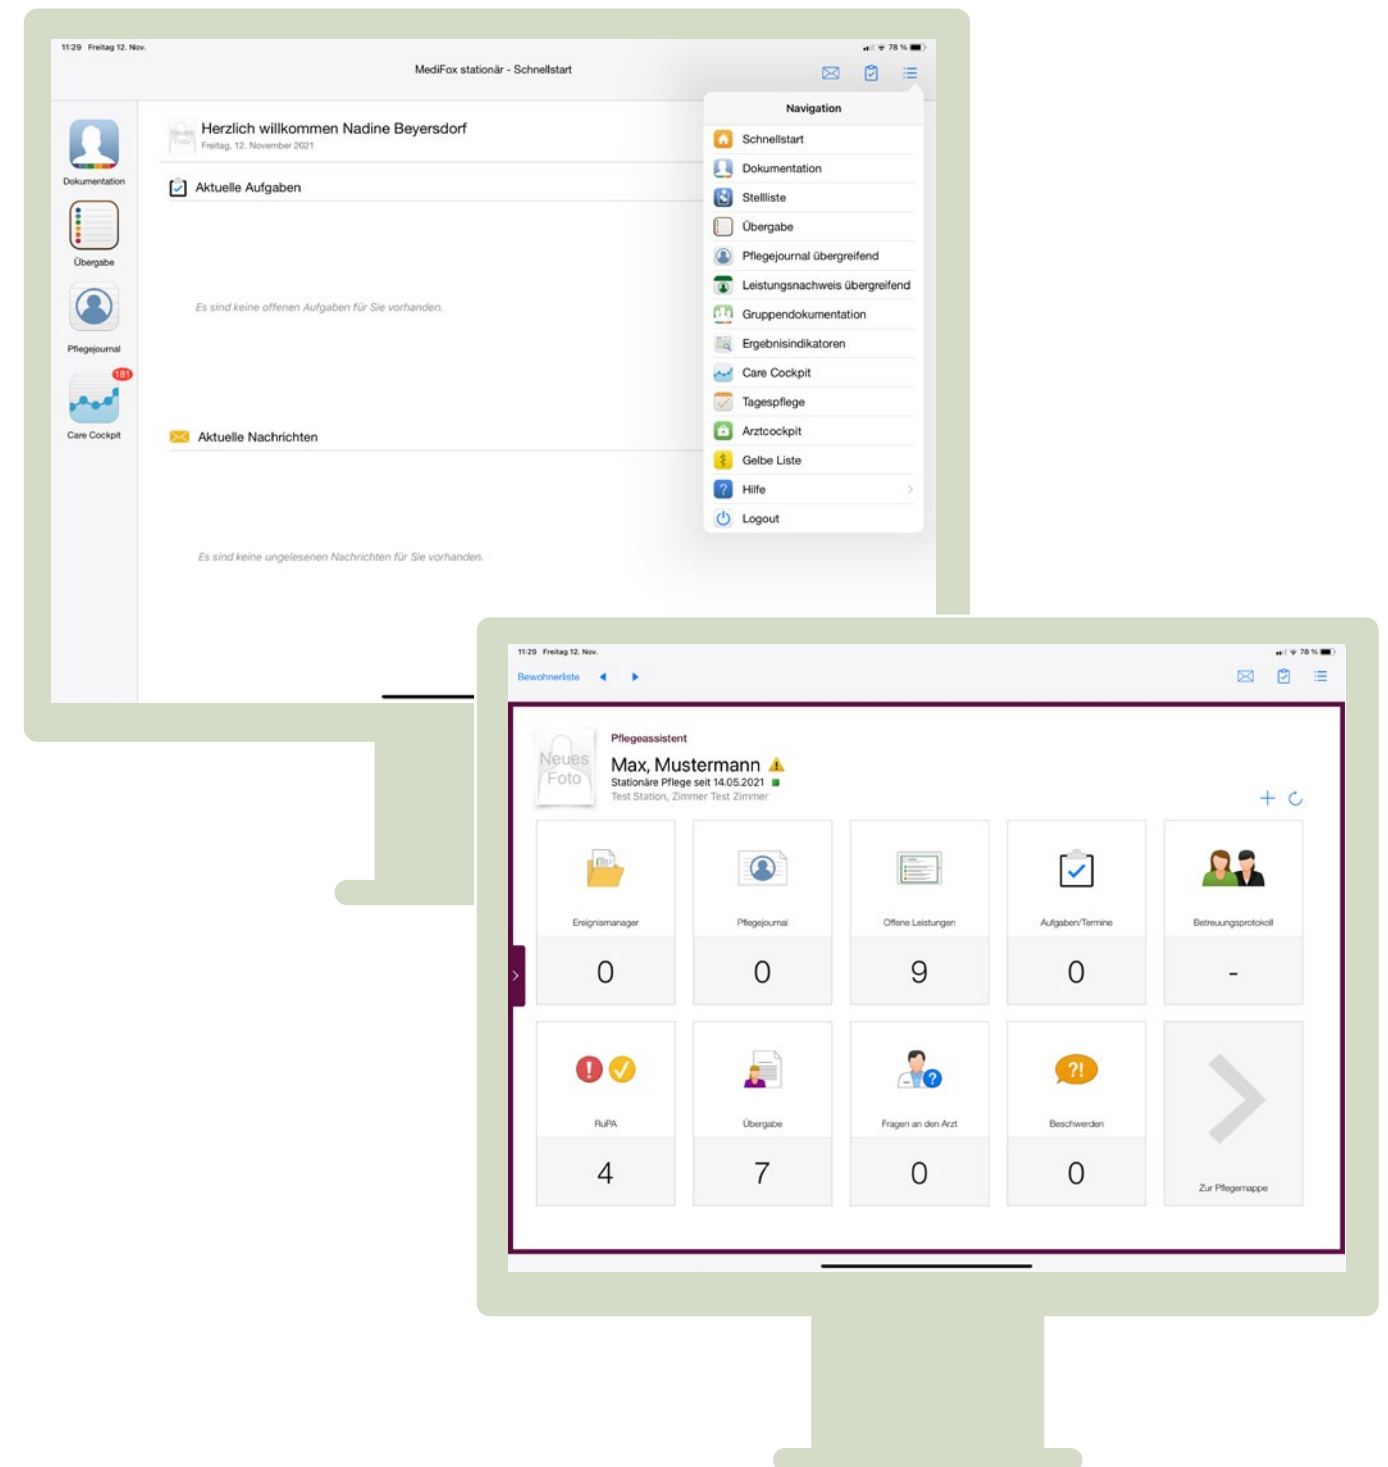 11:29 Freitag 12. Nov.
78 %
MediFox stationär - Schnellstart
Navigation
Schnellstart
Dokumentation
Stellliste
Übergabe
Pflegejournal übergreifend
Leistungsnachweis übergreifend
Gruppendokumentation
Ergebnisindikatoren
Care Cockpit
Tagespflege
Arztcockpit
Gelbe Liste
Hilfe
Logout
Dokumentation
Übergabe
Pflegejournal
181
Care Cockpit
Neues
Foto
Herzlich willkommen Nadine Beyersdorf
Freitag, 12. November 2021
Aktuelle Aufgaben
Es sind keine offenen Aufgaben für Sie vorhanden.
Aktuelle Nachrichten
Es sind keine ungelesenen Nachrichten für Sie vorhanden.
11:29 Freitag 12. Nov.
78 %
Bewohnerliste
Neues
Foto
Pflegeassistent
Max, Mustermann
Stationäre Pflege seit 14.05.2021
Test Station, Zimmer Test Zimmer
Ereignismanager
Pflegejournal
Offene Leistungen
Aufgaben/Termine
Betreuungsprotokoll
0
0
9
0
-
RuPA
Übergabe
Fragen an den Arzt
?
Beschwerden
?!
4
7
0
0
Zur Pflegemappe